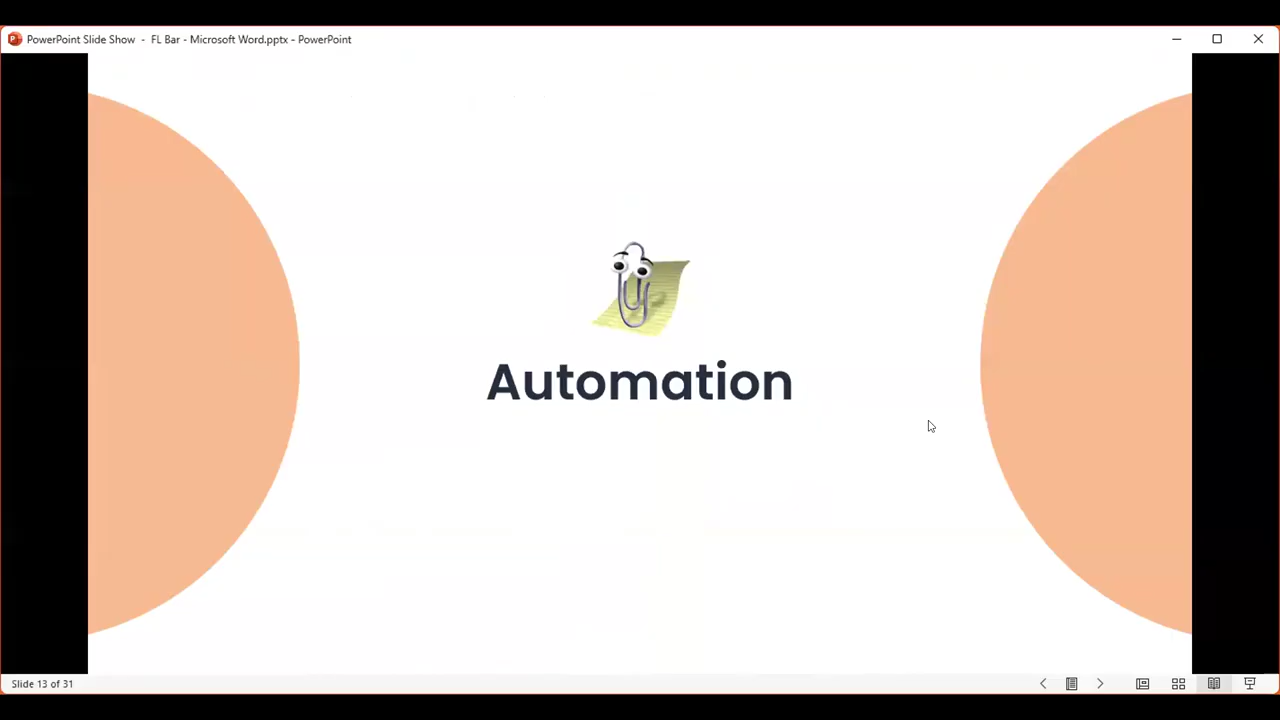 PowerPoint Slide Show - FL Bar - Microsoft Word.pptx - PowerPoint
Automation
Slide 13 of 31